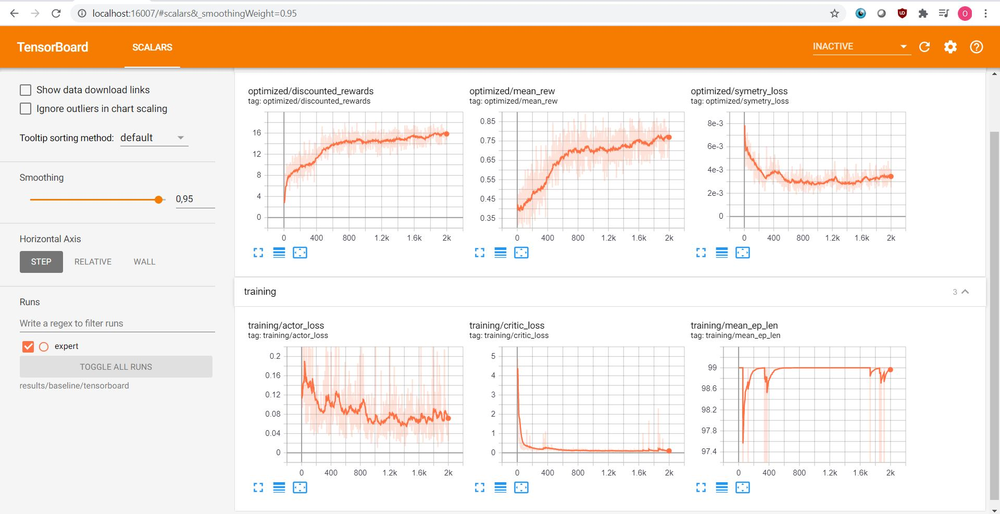 localhost:16007/#scalars&_smoothingWeight=0.95
O
TensorBoard
SCALARS
INACTIVE
Show data download links
Ignore outliers in chart scaling
Tooltip sorting method: default
Smoothing
0,95
Horizontal Axis
STEP RELATIVE WALL
Runs
Write a regex to filter runs
expert
TOGGLE ALL RUNS
results/baseline/tensorboard
optimized/discounted_rewards
tag: optimized/discounted_rewards
16
12
8
4
0
0 400 800 1.2k 1.6k 2k
optimized/mean_rew
tag: optimized/mean_rew
0.85
0.75
0.65
0.55
0.45
0.35
0 400 800 1.2k 1.6k 2k
optimized/symetry_loss
tag: optimized/symetry_loss
8e-3
6e-3
4e-3
2e-3
0
0 400 800 1.2k 1.6k 2k
training
3
training/actor_loss
tag: training/actor_loss
0.2
0.16
0.12
0.08
0.04
0
0 400 800 1.2k 1.6k 2k
training/critic_loss
tag: training/critic_loss
5
4
3
2
1
0
0 400 800 1.2k 1.6k 2k
training/mean_ep_len
tag: training/mean_ep_len
99
98.6
98.2
97.8
97.4
0 400 800 1.2k 1.6k 2k